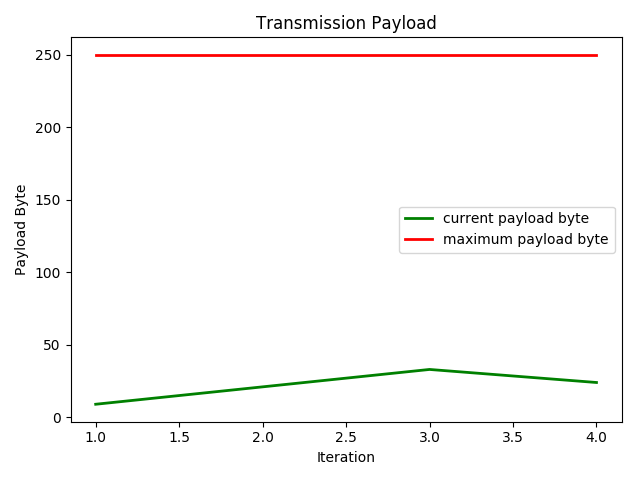 Transmission Payload
Payload Byte
250
200
150
100
50
0
current payload byte
maximum payload byte
1.0 1.5 2.0 2.5 3.0 3.5 4.0
Iteration